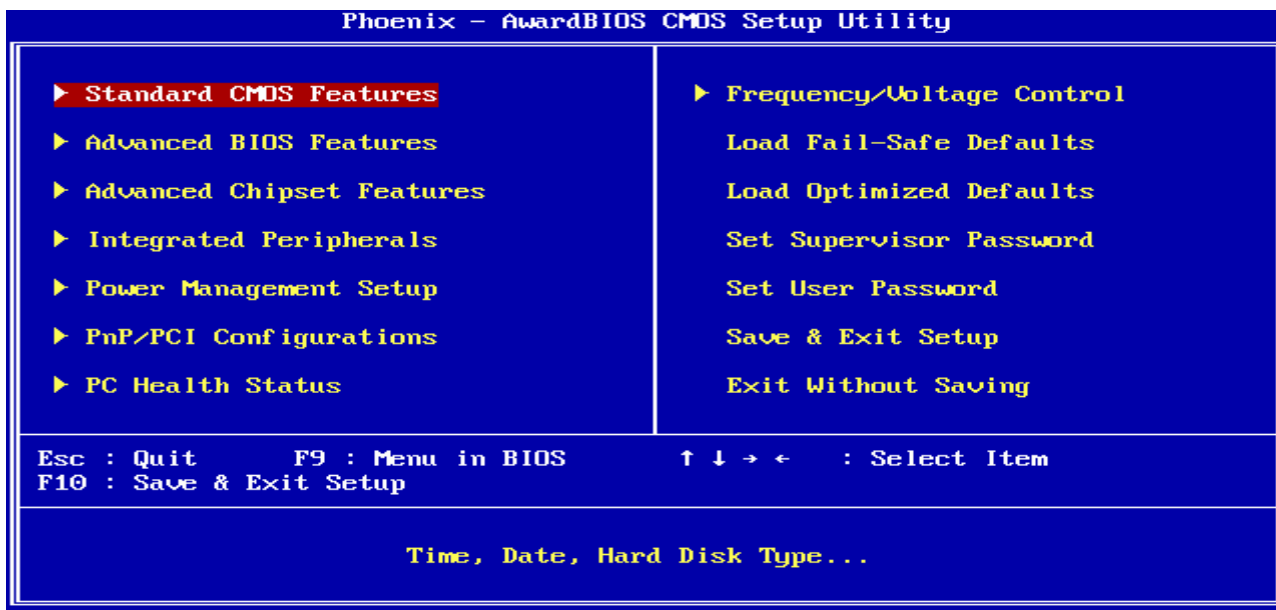 Phoenix - AwardBIOS CMOS Setup Utility
▶ Standard CMOS Features
▶ Advanced BIOS Features
▶ Advanced Chipset Features
▶ Integrated Peripherals
▶ Power Management Setup
▶ PnP/PCI Configurations
▶ PC Health Status
▶ Frequency/Voltage Control
Load Fail-Safe Defaults
Load Optimized Defaults
Set Supervisor Password
Set User Password
Save & Exit Setup
Exit Without Saving
Esc : Quit F9 : Menu in BIOS ↑ ↓ → ← : Select Item
F10 : Save & Exit Setup
Time, Date, Hard Disk Type...